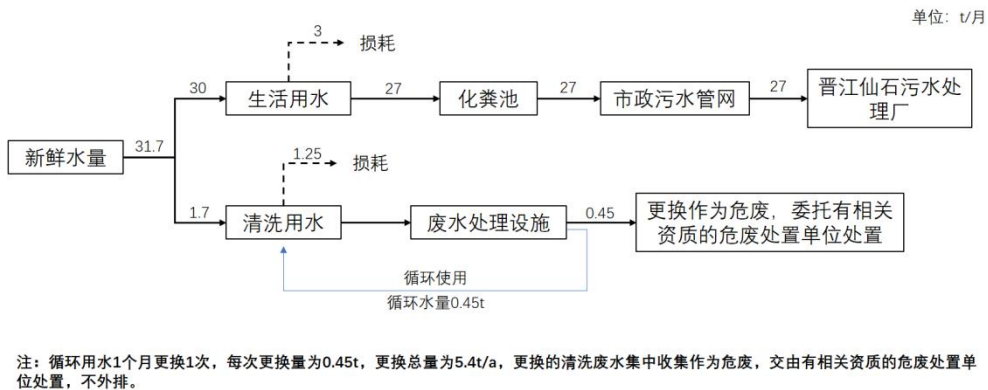 单位：t/月
3
损耗
30
生活用水
27
化粪池
27
市政污水管网
27
晋江仙石污水处
理厂
新鲜水量
31.7
1.25
损耗
1.7
清洗用水
废水处理设施
0.45
更换作为危废，委托有相关
资质的危废处置单位处置
循环使用
循环水量0.45t
注：循环用水1个月更换1次，每次更换量为0.45t，更换总量为5.4t/a，更换的清洗废水集中收集作为危废，交由有相关资质的危废处置单
位处置，不外排。